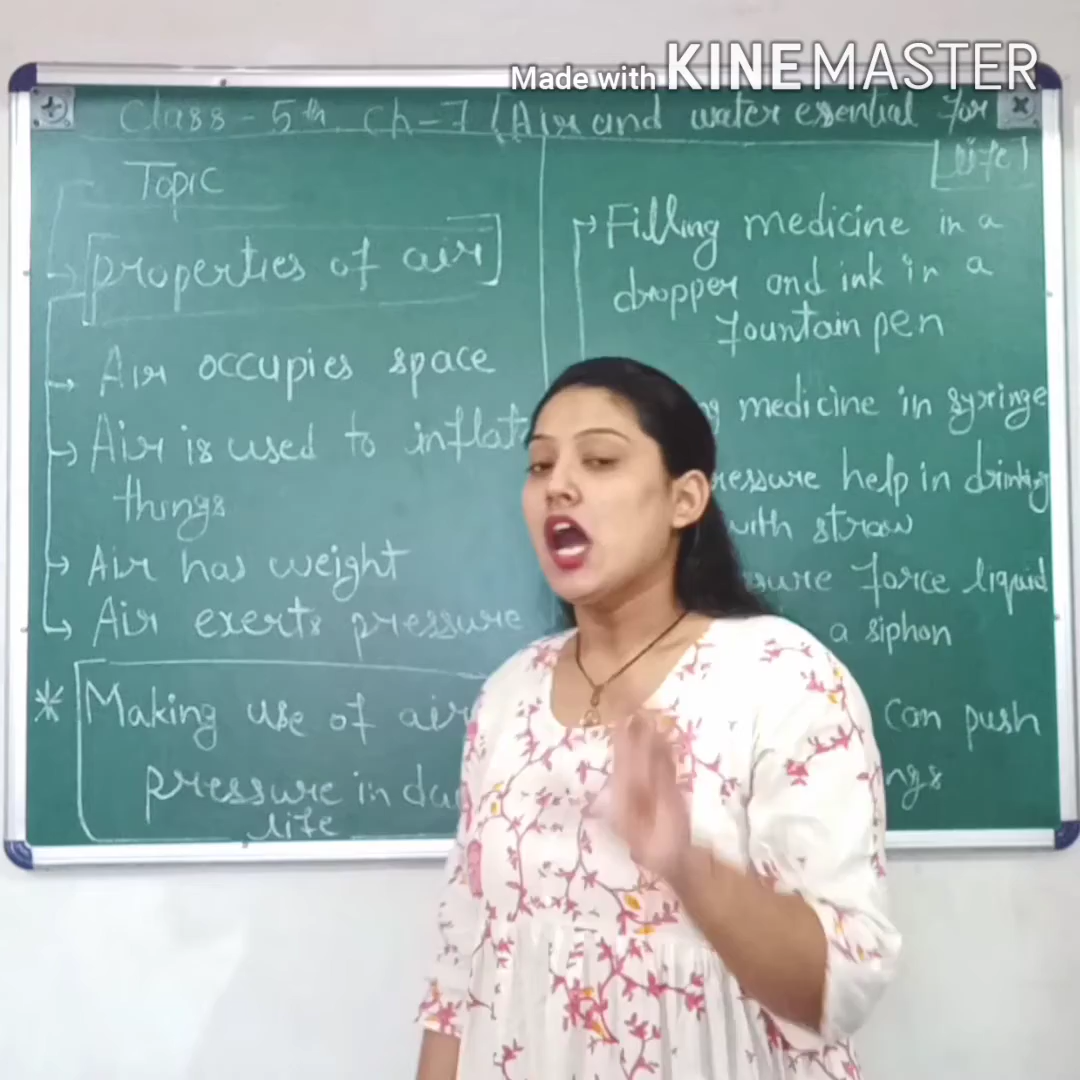 Made with KINEMASTER
Class - 5th Ch-7 (Air and water essential for
life)
Topic
properties of air
Air occupies space
Air is used to inflat
things
Air has weight
Air exerts pressure
* Making use of air
pressure in
life
Filling medicine in a
dropper and ink in a
fountain pen
medicine in syringe
ressure help in drinking
with straw
sure force liquid
a siphon
can push
ngs